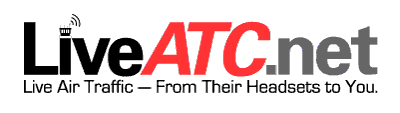 LiveATC.net
Live Air Traffic — From Their Headsets to You.